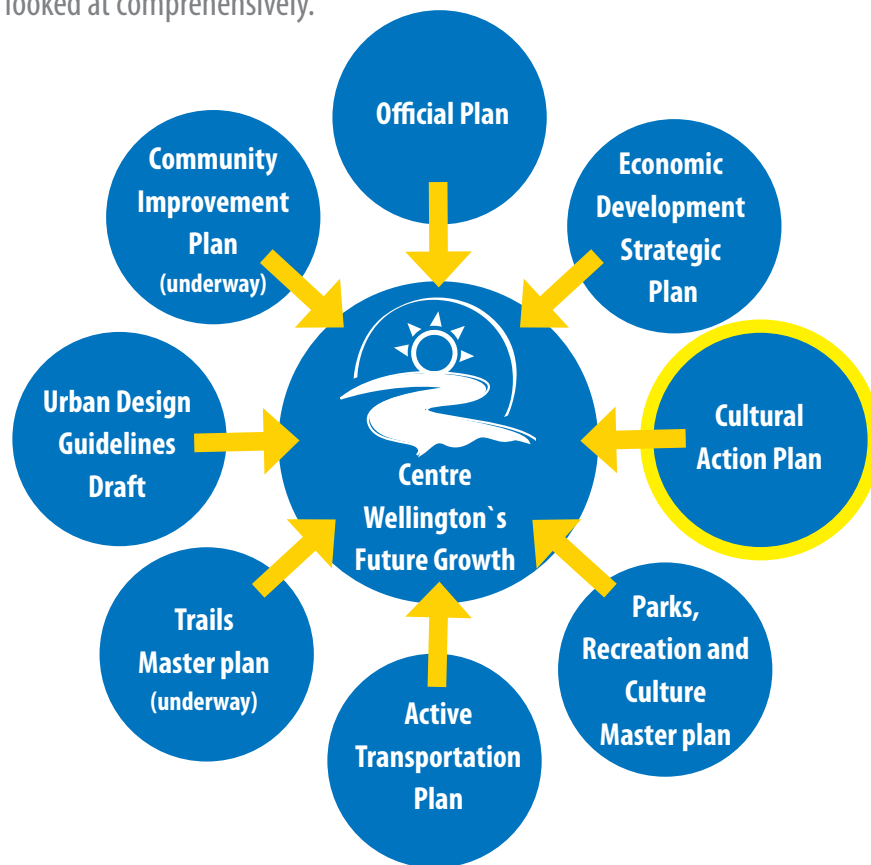 looked at comprehensively.
Official Plan
Economic
Development
Strategic
Plan
Cultural
Action Plan
Parks,
Recreation and
Culture
Master plan
Active
Transportation
Plan
Trails
Master plan
(underway)
Urban Design
Guidelines
Draft
Community
Improvement
Plan
(underway)
Centre
Wellington`s
Future Growth